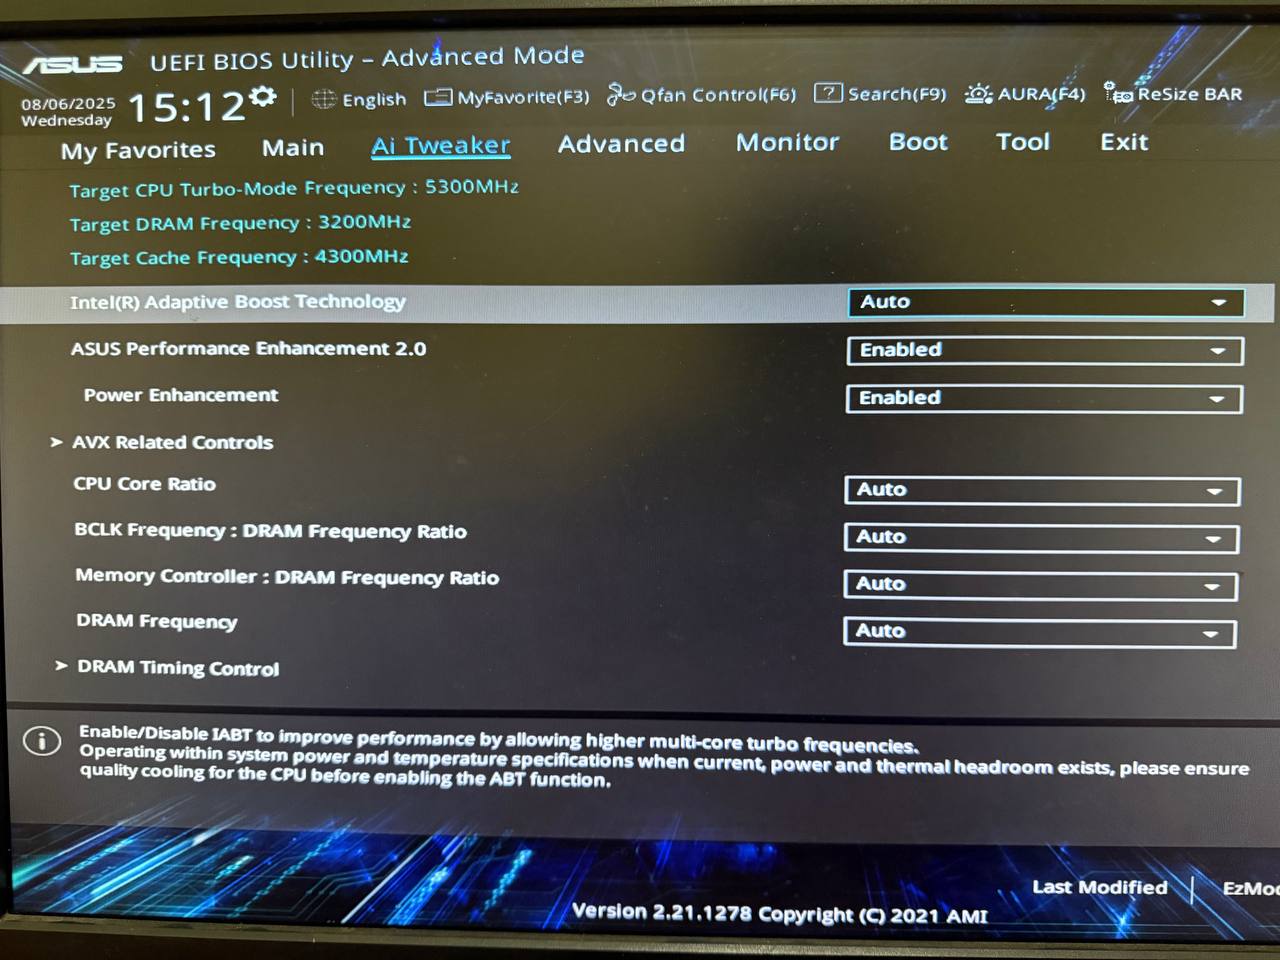 ASUS UEFI BIOS Utility – Advanced Mode
08/06/2025
Wednesday
15:12
English
MyFavorite(F3)
Qfan Control(F6)
Search(F9)
AURA(F4)
ReSize BAR
My Favorites Main Ai Tweaker Advanced Monitor Boot Tool Exit
Target CPU Turbo-Mode Frequency : 5300MHz
Target DRAM Frequency : 3200MHz
Target Cache Frequency : 4300MHz
Intel(R) Adaptive Boost Technology Auto
ASUS Performance Enhancement 2.0 Enabled
Power Enhancement Enabled
> AVX Related Controls
CPU Core Ratio Auto
BCLK Frequency : DRAM Frequency Ratio Auto
Memory Controller : DRAM Frequency Ratio Auto
DRAM Frequency Auto
> DRAM Timing Control
Enable/Disable IABT to improve performance by allowing higher multi-core turbo frequencies.
Operating within system power and temperature specifications when current, power and thermal headroom exists, please ensure
quality cooling for the CPU before enabling the ABT function.
Last Modified | EzMod
Version 2.21.1278 Copyright (C) 2021 AMI